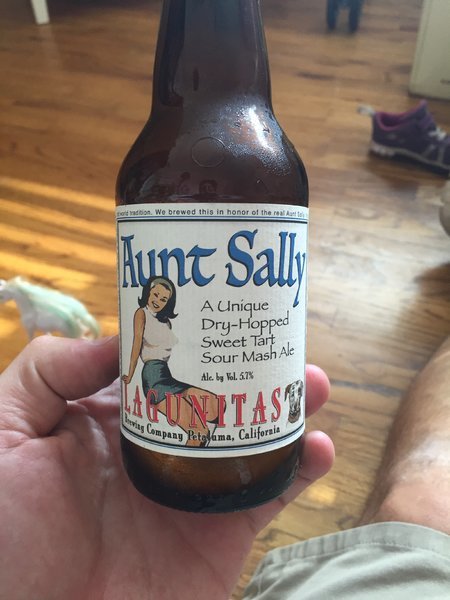 world tradition. We brewed this in honor of the real Aunt Sally
Aunt Sally
A Unique
Dry-Hopped
Sweet Tart
Sour Mash Ale
Alc. by Vol. 5.7%
LAGUNITAS
Brewing Company Petaluma, California